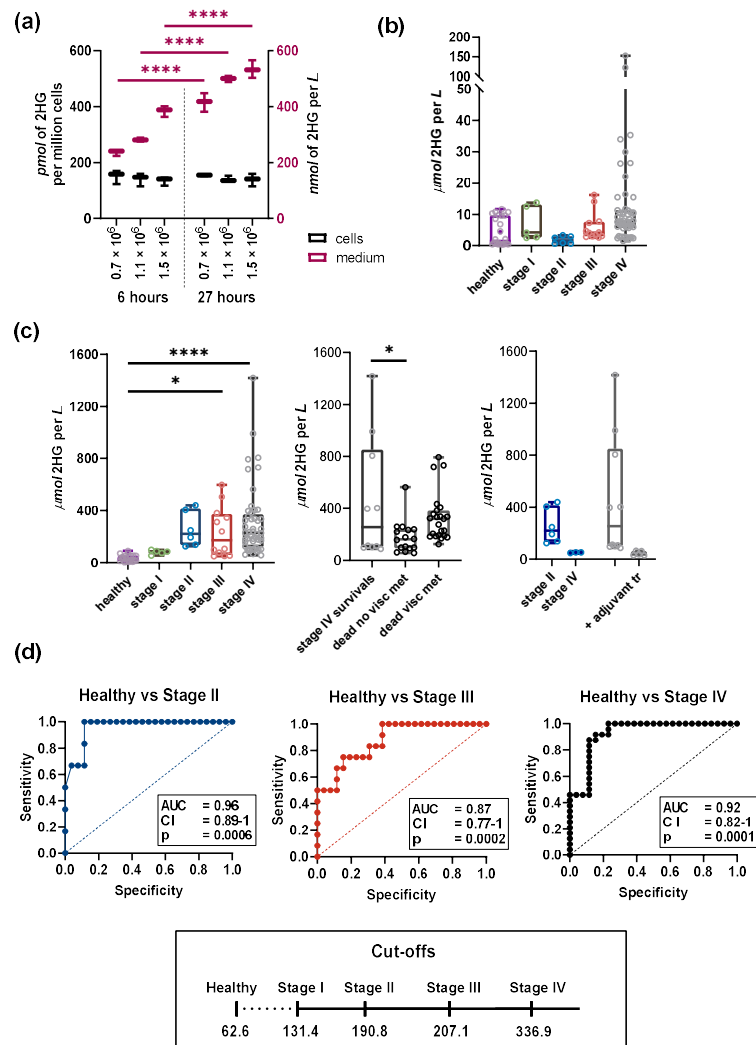 (a)
****
****
****
600
400
200
0
pmol of 2HG
per million cells
600
400
200
0
nmol of 2HG per L
0.7 × 10⁶
1.1 × 10⁶
1.5 × 10⁶
0.7 × 10⁶
1.1 × 10⁶
1.5 × 10⁶
6 hours
27 hours
cells
medium
(b)
200
150
100
50
40
30
20
10
0
μmol 2HG per L
healthy
stage I
stage II
stage III
stage IV
(c)
1600
1200
800
400
0
μmol 2HG per L
****
*
healthy
stage I
stage II
stage III
stage IV
1600
1200
800
400
0
μmol 2HG per L
*
stage IV survivals
dead no visc met
dead visc met
1600
1200
800
400
0
μmol 2HG per L
stage II
stage IV
+ adjuvant tr
(d)
Healthy vs Stage II
1.0
0.8
0.6
0.4
0.2
0.0
Sensitivity
AUC = 0.96
CI = 0.89-1
p = 0.0006
0.0 0.2 0.4 0.6 0.8 1.0
Specificity
Healthy vs Stage III
1.0
0.8
0.6
0.4
0.2
0.0
Sensitivity
AUC = 0.87
CI = 0.77-1
p = 0.0002
0.0 0.2 0.4 0.6 0.8 1.0
Specificity
Healthy vs Stage IV
1.0
0.8
0.6
0.4
0.2
0.0
Sensitivity
AUC = 0.92
CI = 0.82-1
p = 0.0001
0.0 0.2 0.4 0.6 0.8 1.0
Specificity
Cut-offs
Healthy Stage I Stage II Stage III Stage IV
62.6 131.4 190.8 207.1 336.9